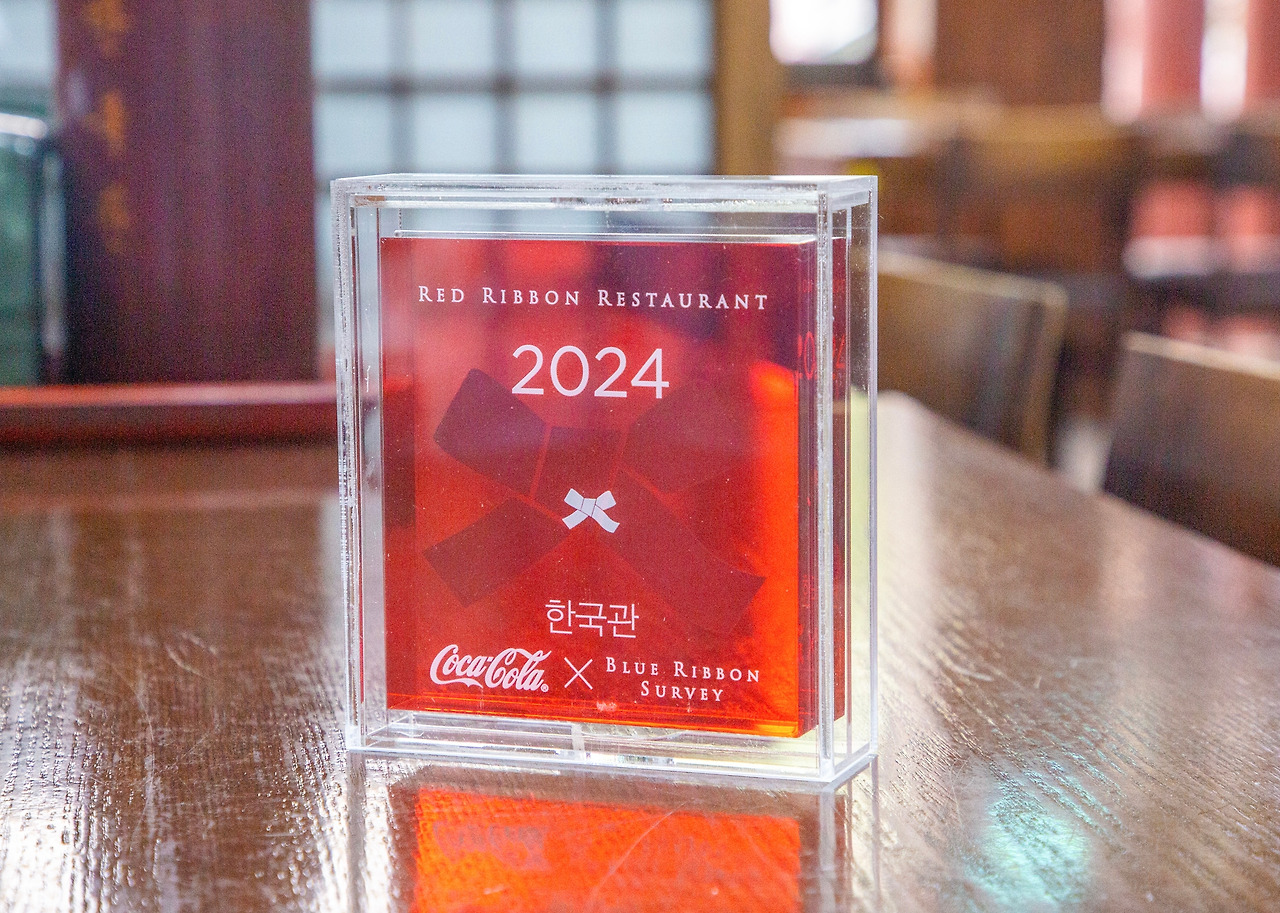 RED RIBBON RESTAURANT
2024
한국관
Coca-Cola® × BLUE RIBBON
SURVEY